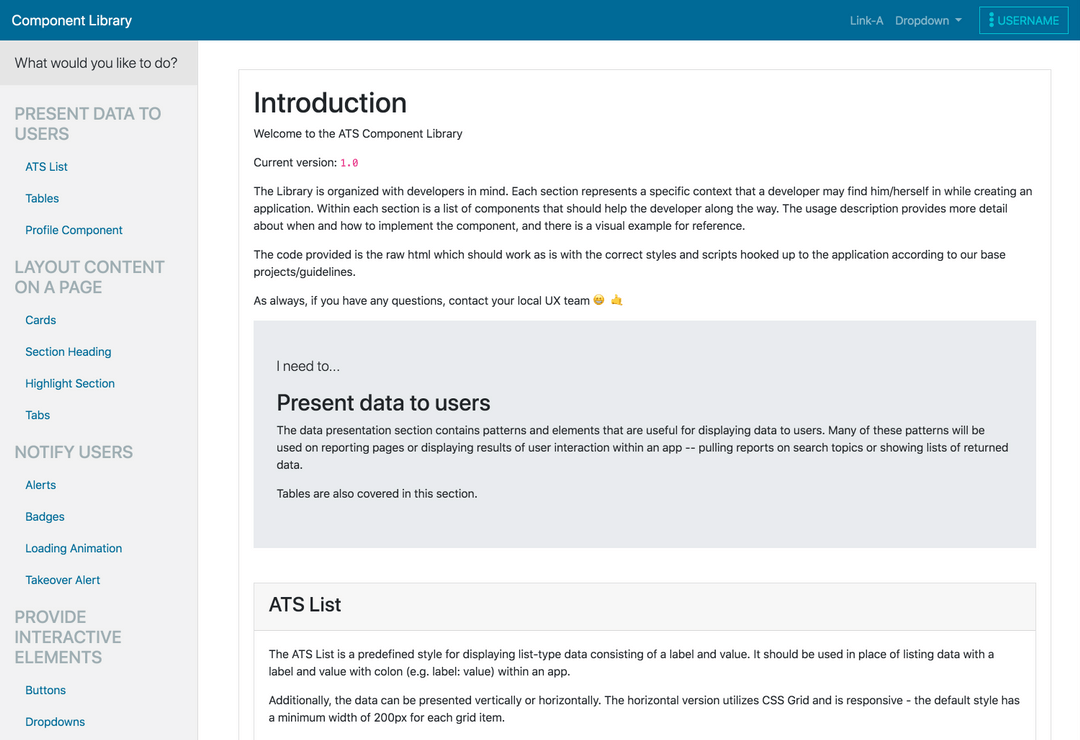 Component Library
Link-A Dropdown USERNAME
What would you like to do?
PRESENT DATA TO
USERS
ATS List
Tables
Profile Component
LAYOUT CONTENT
ON A PAGE
Cards
Section Heading
Highlight Section
Tabs
NOTIFY USERS
Alerts
Badges
Loading Animation
Takeover Alert
PROVIDE
INTERACTIVE
ELEMENTS
Buttons
Dropdowns
Introduction
Welcome to the ATS Component Library
Current version: 1.0
The Library is organized with developers in mind. Each section represents a specific context that a developer may find him/herself in while creating an
application. Within each section is a list of components that should help the developer along the way. The usage description provides more detail
about when and how to implement the component, and there is a visual example for reference.
The code provided is the raw html which should work as is with the correct styles and scripts hooked up to the application according to our base
projects/guidelines.
As always, if you have any questions, contact your local UX team 😁 🤙
I need to...
Present data to users
The data presentation section contains patterns and elements that are useful for displaying data to users. Many of these patterns will be
used on reporting pages or displaying results of user interaction within an app -- pulling reports on search topics or showing lists of returned
data.
Tables are also covered in this section.
ATS List
The ATS List is a predefined style for displaying list-type data consisting of a label and value. It should be used in place of listing data with a
label and value with colon (e.g. label: value) within an app.
Additionally, the data can be presented vertically or horizontally. The horizontal version utilizes CSS Grid and is responsive - the default style has
a minimum width of 200px for each grid item.